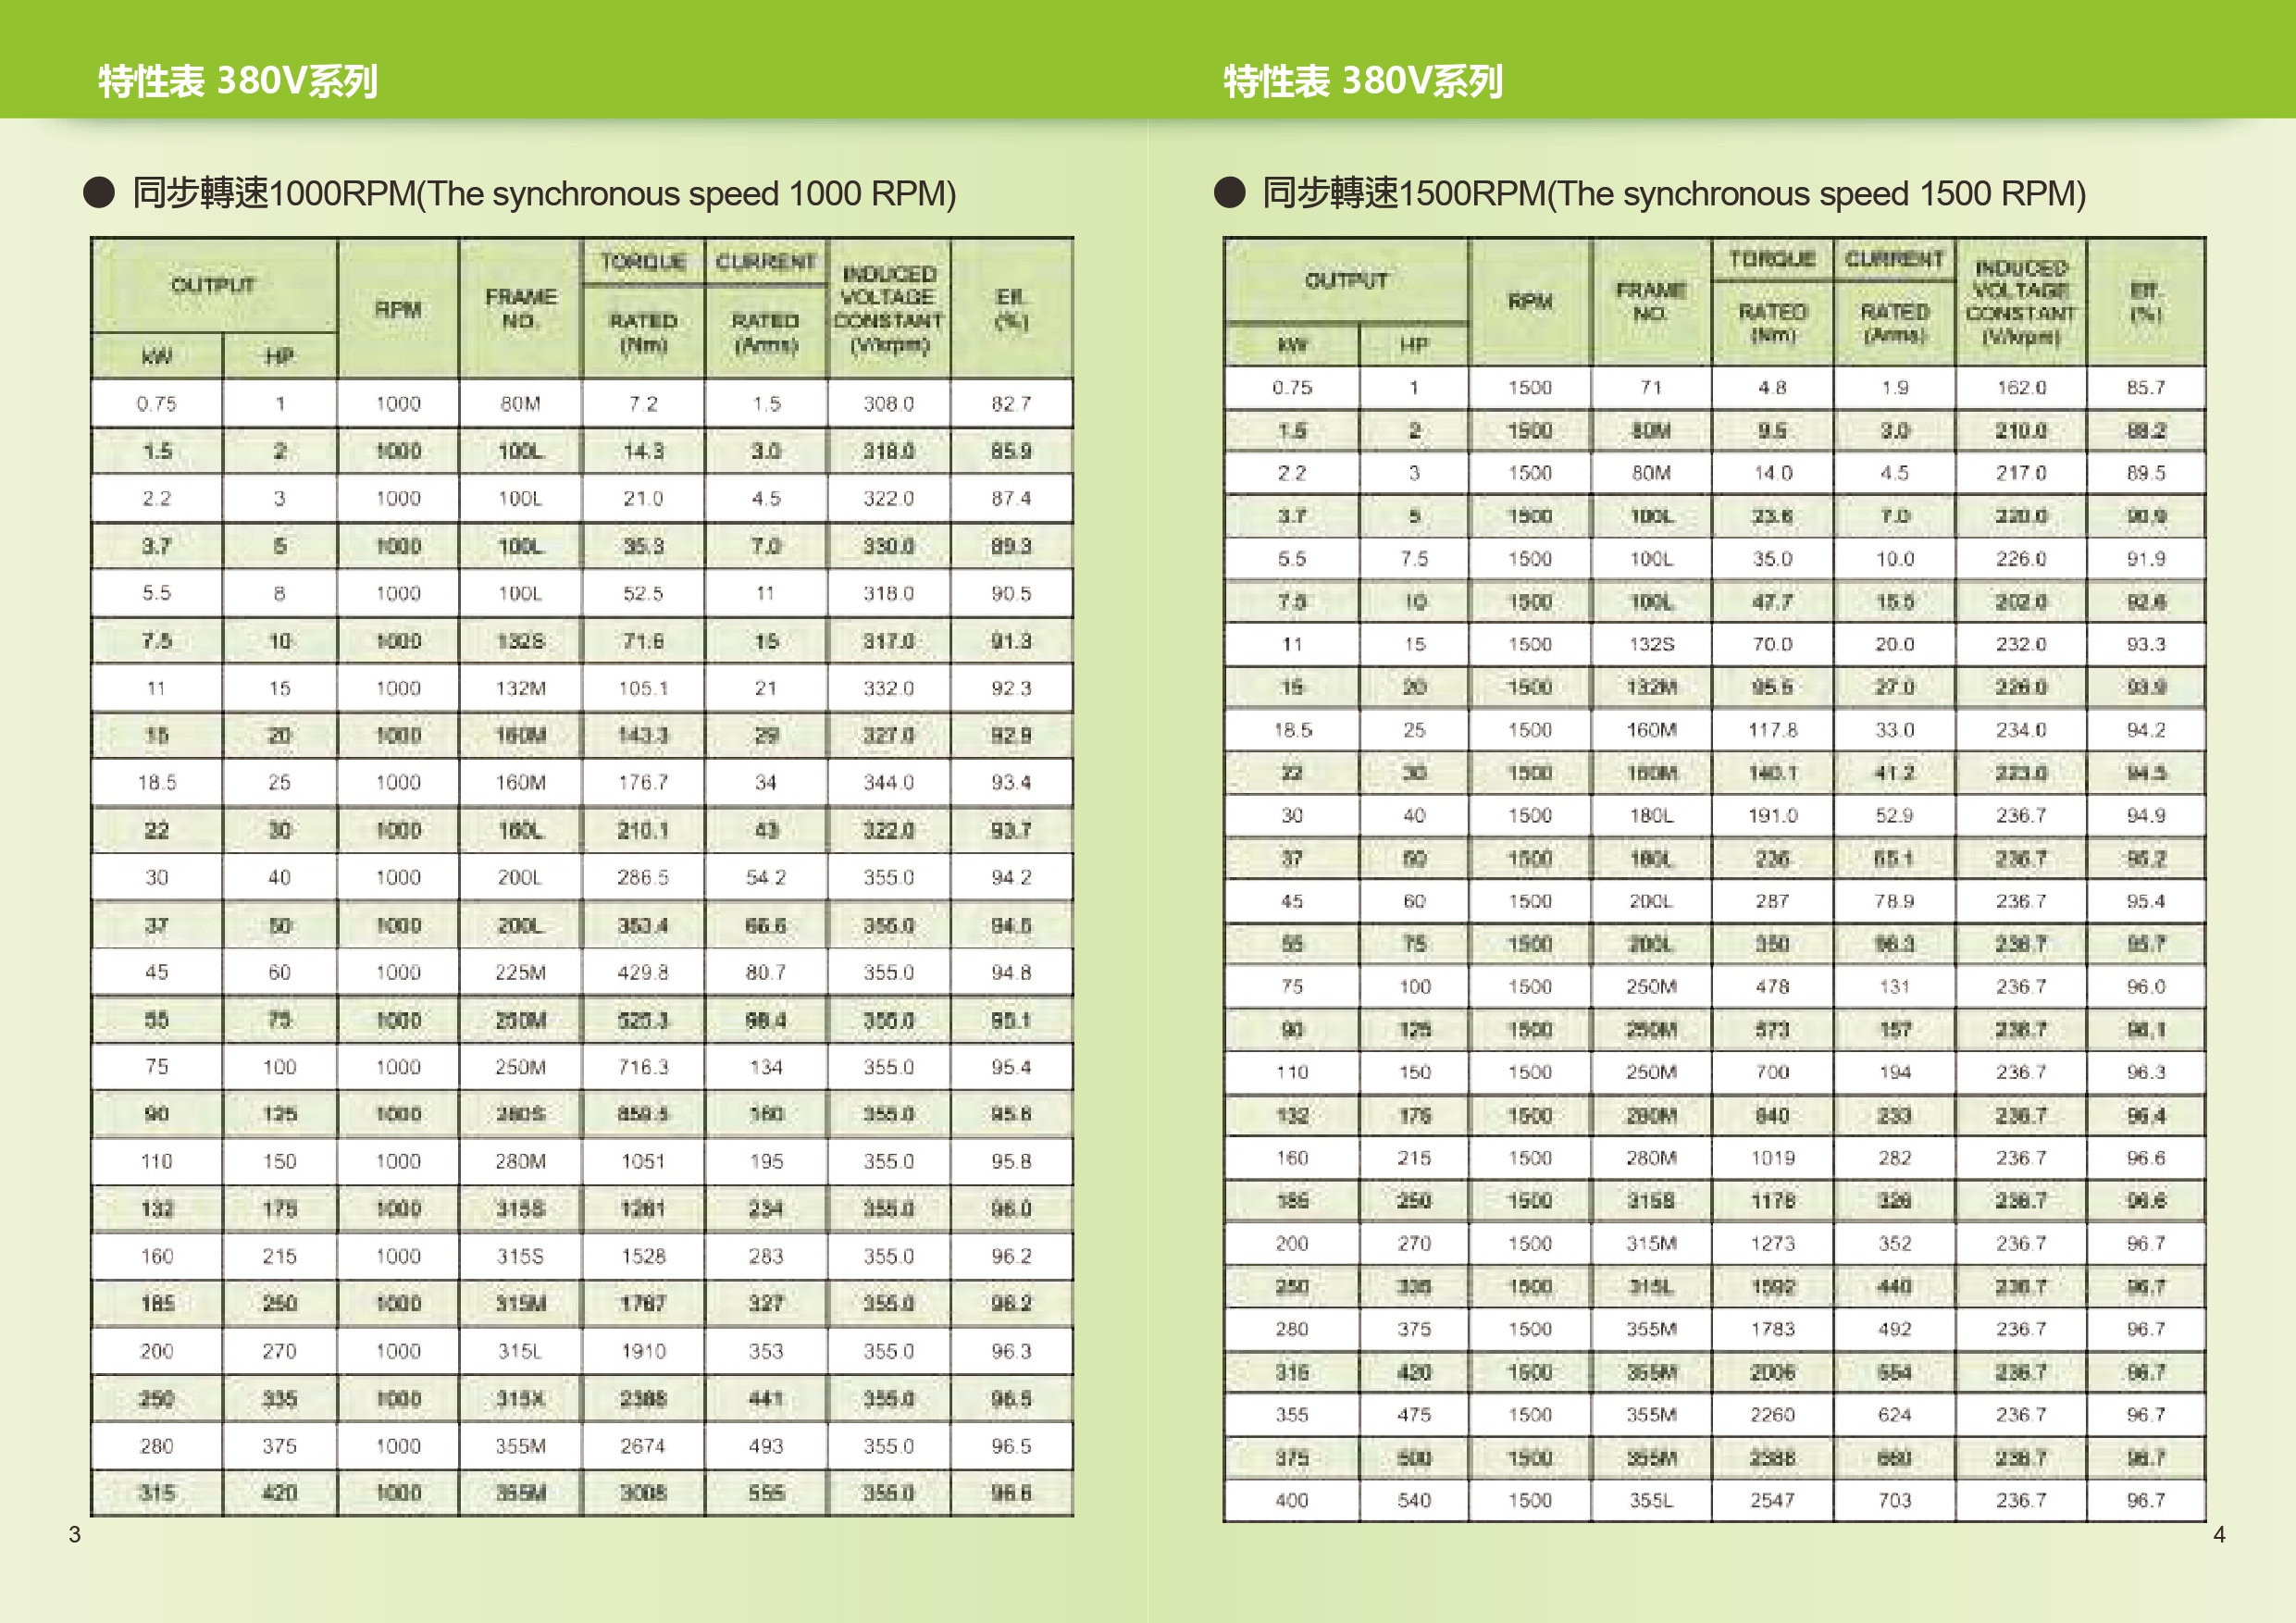 特性表 380V系列
● 同步轉速1000RPM(The synchronous speed 1000 RPM)
OUTPUT RPM FRAME NO. TORQUE CURRENT INDUCED VOLTAGE CONSTANT (V/krpm) Eff. (%)
kW HP RATED (Nm) RATED (Arms)
0.75 1 1000 80M 7.2 1.5 308.0 82.7
1.5 2 1000 100L 14.3 3.0 318.0 85.9
2.2 3 1000 100L 21.0 4.5 322.0 87.4
3.7 5 1000 100L 35.3 7.0 330.0 89.3
5.5 8 1000 100L 52.5 11 318.0 90.5
7.5 10 1000 132S 71.6 15 317.0 91.3
11 15 1000 132M 105.1 21 332.0 92.3
15 20 1000 160M 143.3 29 327.0 92.9
18.5 25 1000 160M 176.7 34 344.0 93.4
22 30 1000 180L 210.1 43 322.0 93.7
30 40 1000 200L 286.5 54.2 355.0 94.2
37 50 1000 200L 353.4 66.6 355.0 94.5
45 60 1000 225M 429.8 80.7 355.0 94.8
55 75 1000 250M 525.3 98.4 355.0 95.1
75 100 1000 250M 716.3 134 355.0 95.4
90 125 1000 280S 859.5 160 355.0 95.6
110 150 1000 280M 1051 195 355.0 95.8
132 175 1000 315S 1261 234 355.0 96.0
160 215 1000 315S 1528 283 355.0 96.2
185 250 1000 315M 1767 327 355.0 96.2
200 270 1000 315L 1910 353 355.0 96.3
250 335 1000 315X 2388 441 355.0 96.5
280 375 1000 355M 2674 493 355.0 96.5
315 420 1000 355M 3008 555 355.0 96.6
3
特性表 380V系列
● 同步轉速1500RPM(The synchronous speed 1500 RPM)
OUTPUT RPM FRAME NO. TORQUE CURRENT INDUCED VOLTAGE CONSTANT (V/krpm) Eff. (%)
kW HP RATED (Nm) RATED (Arms)
0.75 1 1500 71 4.8 1.9 162.0 85.7
1.5 2 1500 80M 9.5 3.0 210.0 88.2
2.2 3 1500 80M 14.0 4.5 217.0 89.5
3.7 5 1500 100L 23.6 7.0 220.0 90.9
5.5 7.5 1500 100L 35.0 10.0 226.0 91.9
7.5 10 1500 100L 47.7 15.5 202.0 92.6
11 15 1500 132S 70.0 20.0 232.0 93.3
15 20 1500 132M 95.5 27.0 226.0 93.9
18.5 25 1500 160M 117.8 33.0 234.0 94.2
22 30 1500 160M 140.1 41.2 223.0 94.5
30 40 1500 180L 191.0 52.9 236.7 94.9
37 50 1500 180L 236 65.1 236.7 95.2
45 60 1500 200L 287 78.9 236.7 95.4
55 75 1500 200L 350 96.3 236.7 95.7
75 100 1500 250M 478 131 236.7 96.0
90 125 1500 250M 573 157 236.7 96.1
110 150 1500 250M 700 194 236.7 96.3
132 175 1500 280M 840 233 236.7 96.4
160 215 1500 280M 1019 282 236.7 96.6
185 250 1500 315S 1178 326 236.7 96.6
200 270 1500 315M 1273 352 236.7 96.7
250 335 1500 315L 1592 440 236.7 96.7
280 375 1500 355M 1783 492 236.7 96.7
315 420 1500 355M 2006 554 236.7 96.7
355 475 1500 355M 2260 624 236.7 96.7
375 500 1500 355M 2388 660 236.7 96.7
400 540 1500 355L 2547 703 236.7 96.7
4